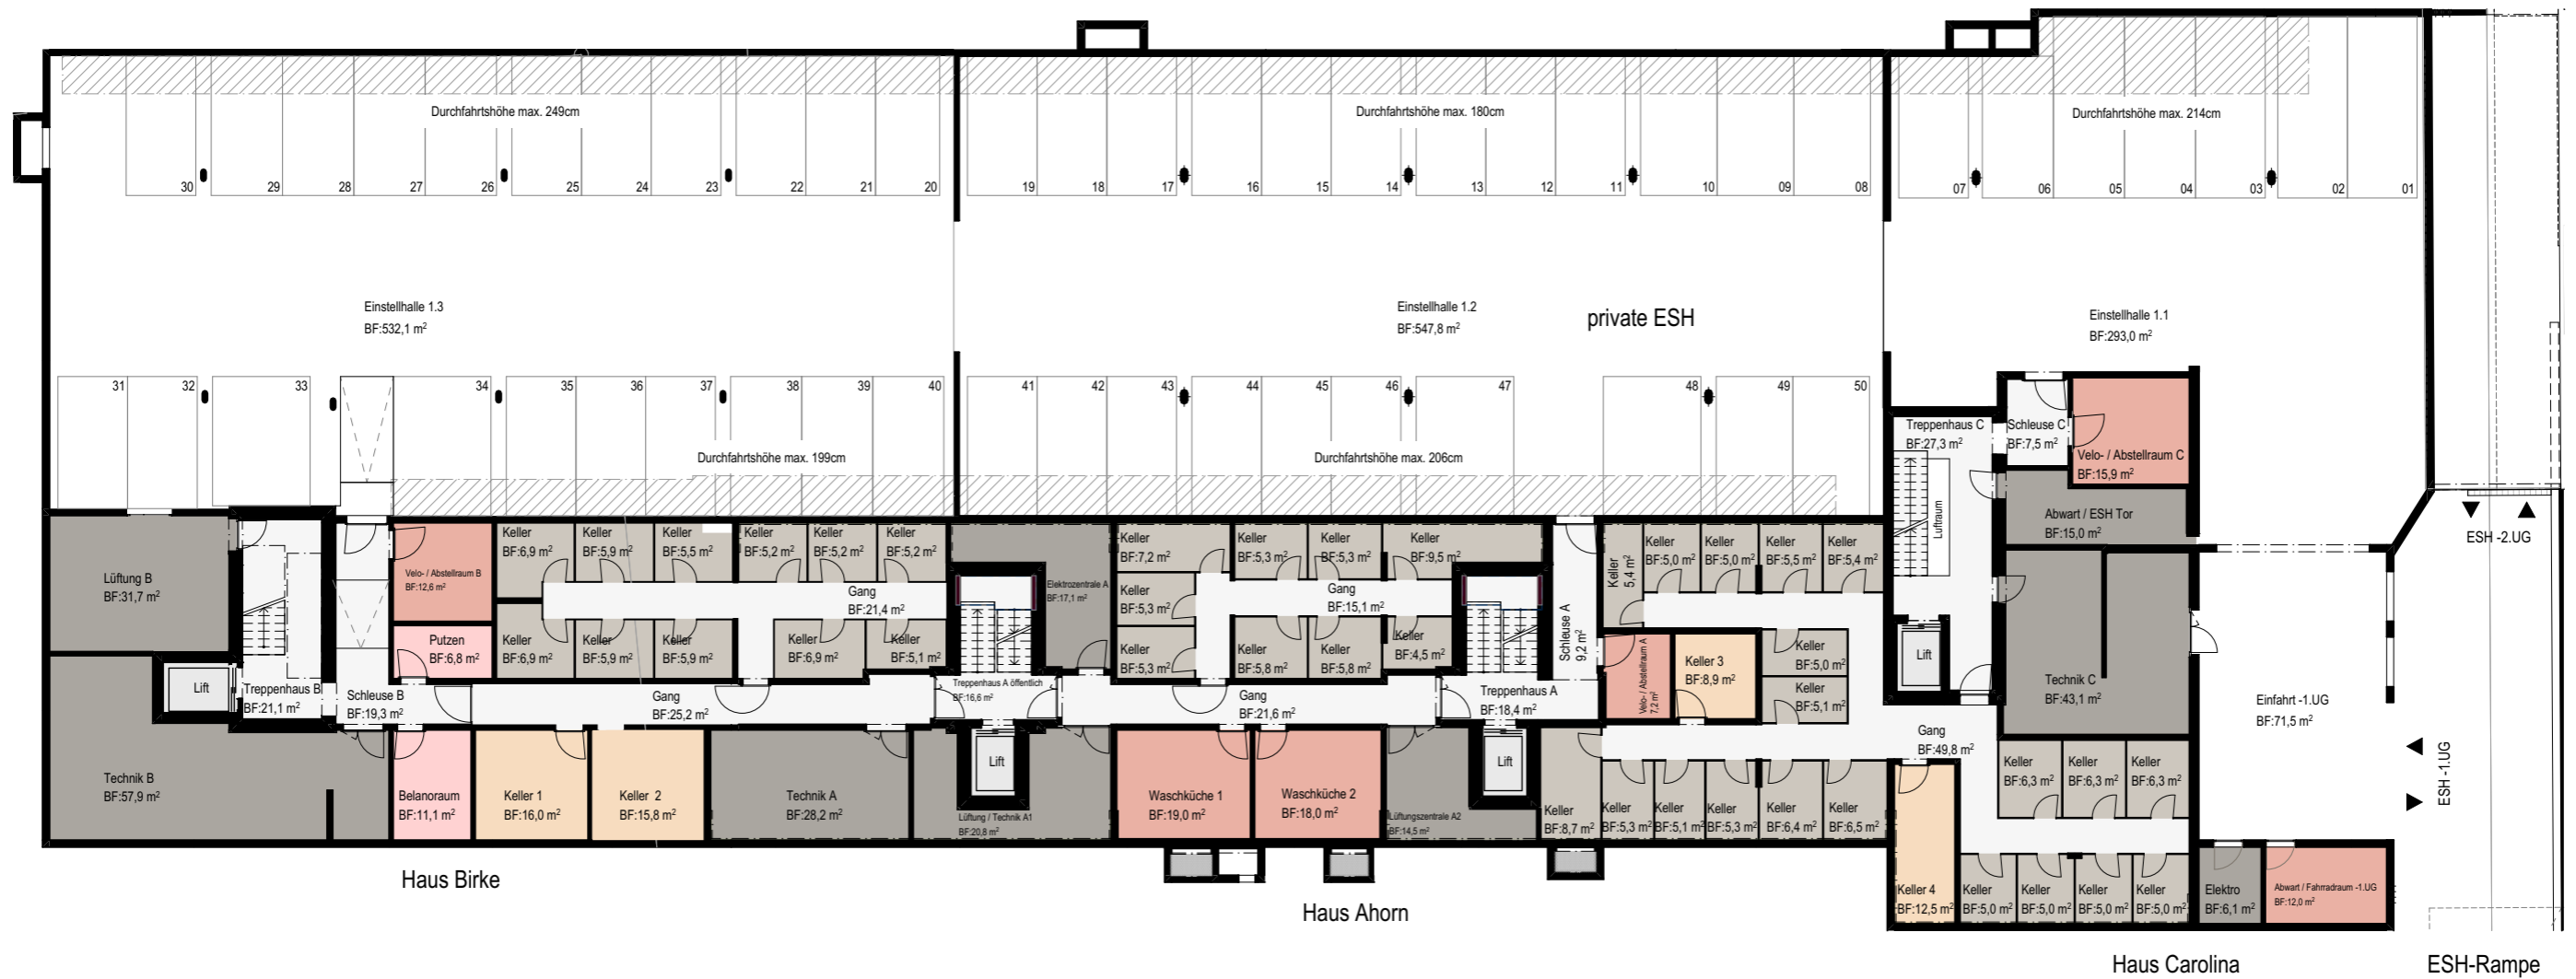 Durchfahrtshöhe max. 249cm
Durchfahrtshöhe max. 180cm
Durchfahrtshöhe max. 214cm
30
29
28
27
26
25
24
23
22
21
20
19
18
17
16
15
14
13
12
11
10
09
08
07
06
05
04
03
02
01
Einstellhalle 1.3
BF:532,1 m²
Einstellhalle 1.2
BF:547,8 m²
private ESH
Einstellhalle 1.1
BF:293,0 m²
31
32
33
34
35
36
37
38
39
40
41
42
43
44
45
46
47
48
49
50
Durchfahrtshöhe max. 199cm
Durchfahrtshöhe max. 206cm
Treppenhaus C
BF:27,3 m²
Schleuse C
BF:7,5 m²
Velo- / Abstellraum C
BF:15,9 m²
Luftraum
Abwart / ESH Tor
BF:15,0 m²
ESH -2.UG
Lüftung B
BF:31,7 m²
Velo- / Abstellraum B
BF:12,6 m²
Keller
BF:6,9 m²
Keller
BF:5,9 m²
Keller
BF:5,5 m²
Keller
BF:5,2 m²
Keller
BF:5,2 m²
Keller
BF:5,2 m²
Gang
BF:21,4 m²
Elektrozentrale A
BF:17,1 m²
Keller
BF:7,2 m²
Keller
BF:5,3 m²
Keller
BF:5,3 m²
Keller
BF:9,5 m²
Keller
BF:5,3 m²
Gang
BF:15,1 m²
Keller
5,4 m²
Keller
BF:5,0 m²
Keller
BF:5,0 m²
Keller
BF:5,5 m²
Keller
BF:5,4 m²
Putzen
BF:6,8 m²
Keller
BF:6,9 m²
Keller
BF:5,9 m²
Keller
BF:5,9 m²
Keller
BF:6,9 m²
Keller
BF:5,1 m²
Keller
BF:5,3 m²
Keller
BF:5,8 m²
Keller
BF:5,8 m²
Keller
BF:4,5 m²
Schleuse A
9,2 m²
Velo- / Abstellraum A
7,2 m²
Keller 3
BF:8,9 m²
Keller
BF:5,0 m²
Keller
BF:5,1 m²
Lift
Technik C
BF:43,1 m²
Einfahrt -1.UG
BF:71,5 m²
Lift
Treppenhaus B
BF:21,1 m²
Schleuse B
BF:19,3 m²
Gang
BF:25,2 m²
Treppenhaus A öffentlich
BF:16,6 m²
Gang
BF:21,6 m²
Treppenhaus A
BF:18,4 m²
Gang
BF:49,8 m²
Technik B
BF:57,9 m²
Belanoraum
BF:11,1 m²
Keller 1
BF:16,0 m²
Keller 2
BF:15,8 m²
Technik A
BF:28,2 m²
Lift
Lüftung / Technik A1
BF:20,8 m²
Waschküche 1
BF:19,0 m²
Waschküche 2
BF:18,0 m²
Lüftungszentrale A2
BF:14,5 m²
Lift
Keller
BF:8,7 m²
Keller
BF:5,3 m²
Keller
BF:5,1 m²
Keller
BF:5,3 m²
Keller
BF:6,4 m²
Keller
BF:6,5 m²
Keller
BF:6,3 m²
Keller
BF:6,3 m²
Keller
BF:6,3 m²
ESH -1.UG
Keller 4
BF:12,5 m²
Keller
BF:5,0 m²
Keller
BF:5,0 m²
Keller
BF:5,0 m²
Keller
BF:5,0 m²
Elektro
BF:6,1 m²
Abwart / Fahrradraum -1.UG
BF:12,0 m²
Haus Birke
Haus Ahorn
Haus Carolina
ESH-Rampe